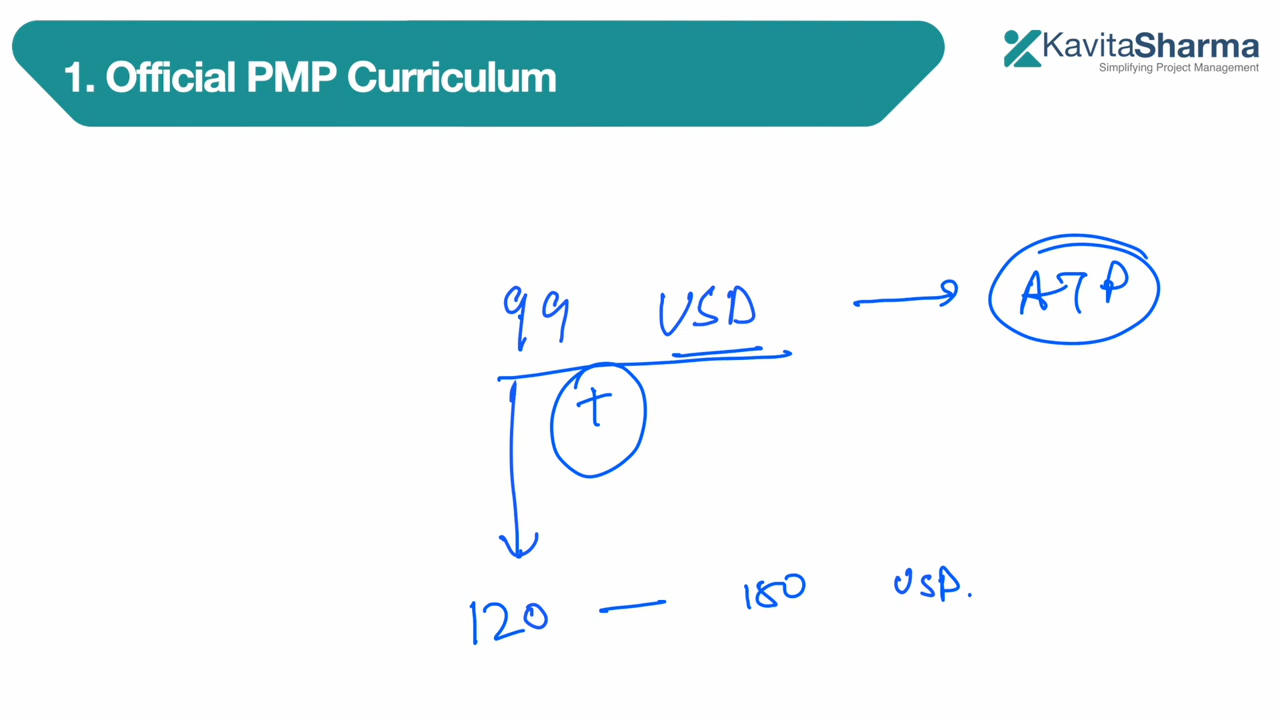 1. Official PMP Curriculum
KavitaSharma
Simplifying Project Management
99 USD → ATP
+
120 — 180 USD.